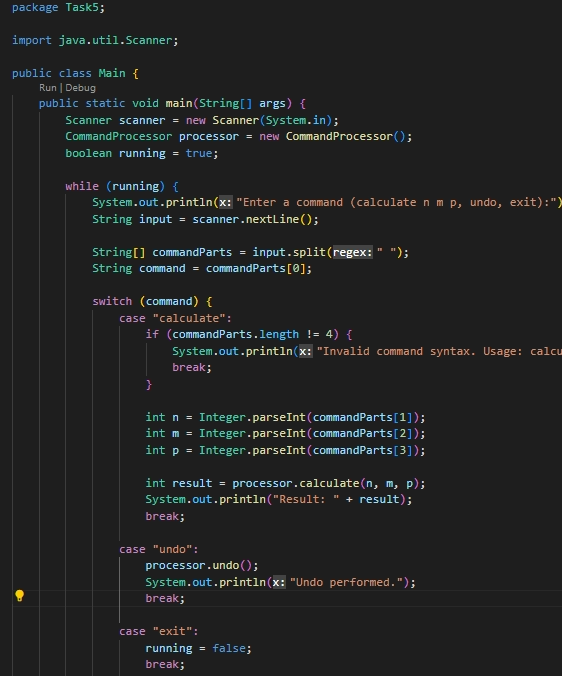 package Task5;
import java.util.Scanner;
public class Main {
Run | Debug
public static void main(String[] args) {
Scanner scanner = new Scanner(System.in);
CommandProcessor processor = new CommandProcessor();
boolean running = true;
while (running) {
System.out.println(x: "Enter a command (calculate n m p, undo, exit):")
String input = scanner.nextLine();
String[] commandParts = input.split(regex: " ");
String command = commandParts[0];
switch (command) {
case "calculate":
if (commandParts.length != 4) {
System.out.println(x: "Invalid command syntax. Usage: calcu
break;
}
int n = Integer.parseInt(commandParts[1]);
int m = Integer.parseInt(commandParts[2]);
int p = Integer.parseInt(commandParts[3]);
int result = processor.calculate(n, m, p);
System.out.println("Result: " + result);
break;
case "undo":
processor.undo();
System.out.println(x: "Undo performed.");
break;
case "exit":
running = false;
break;